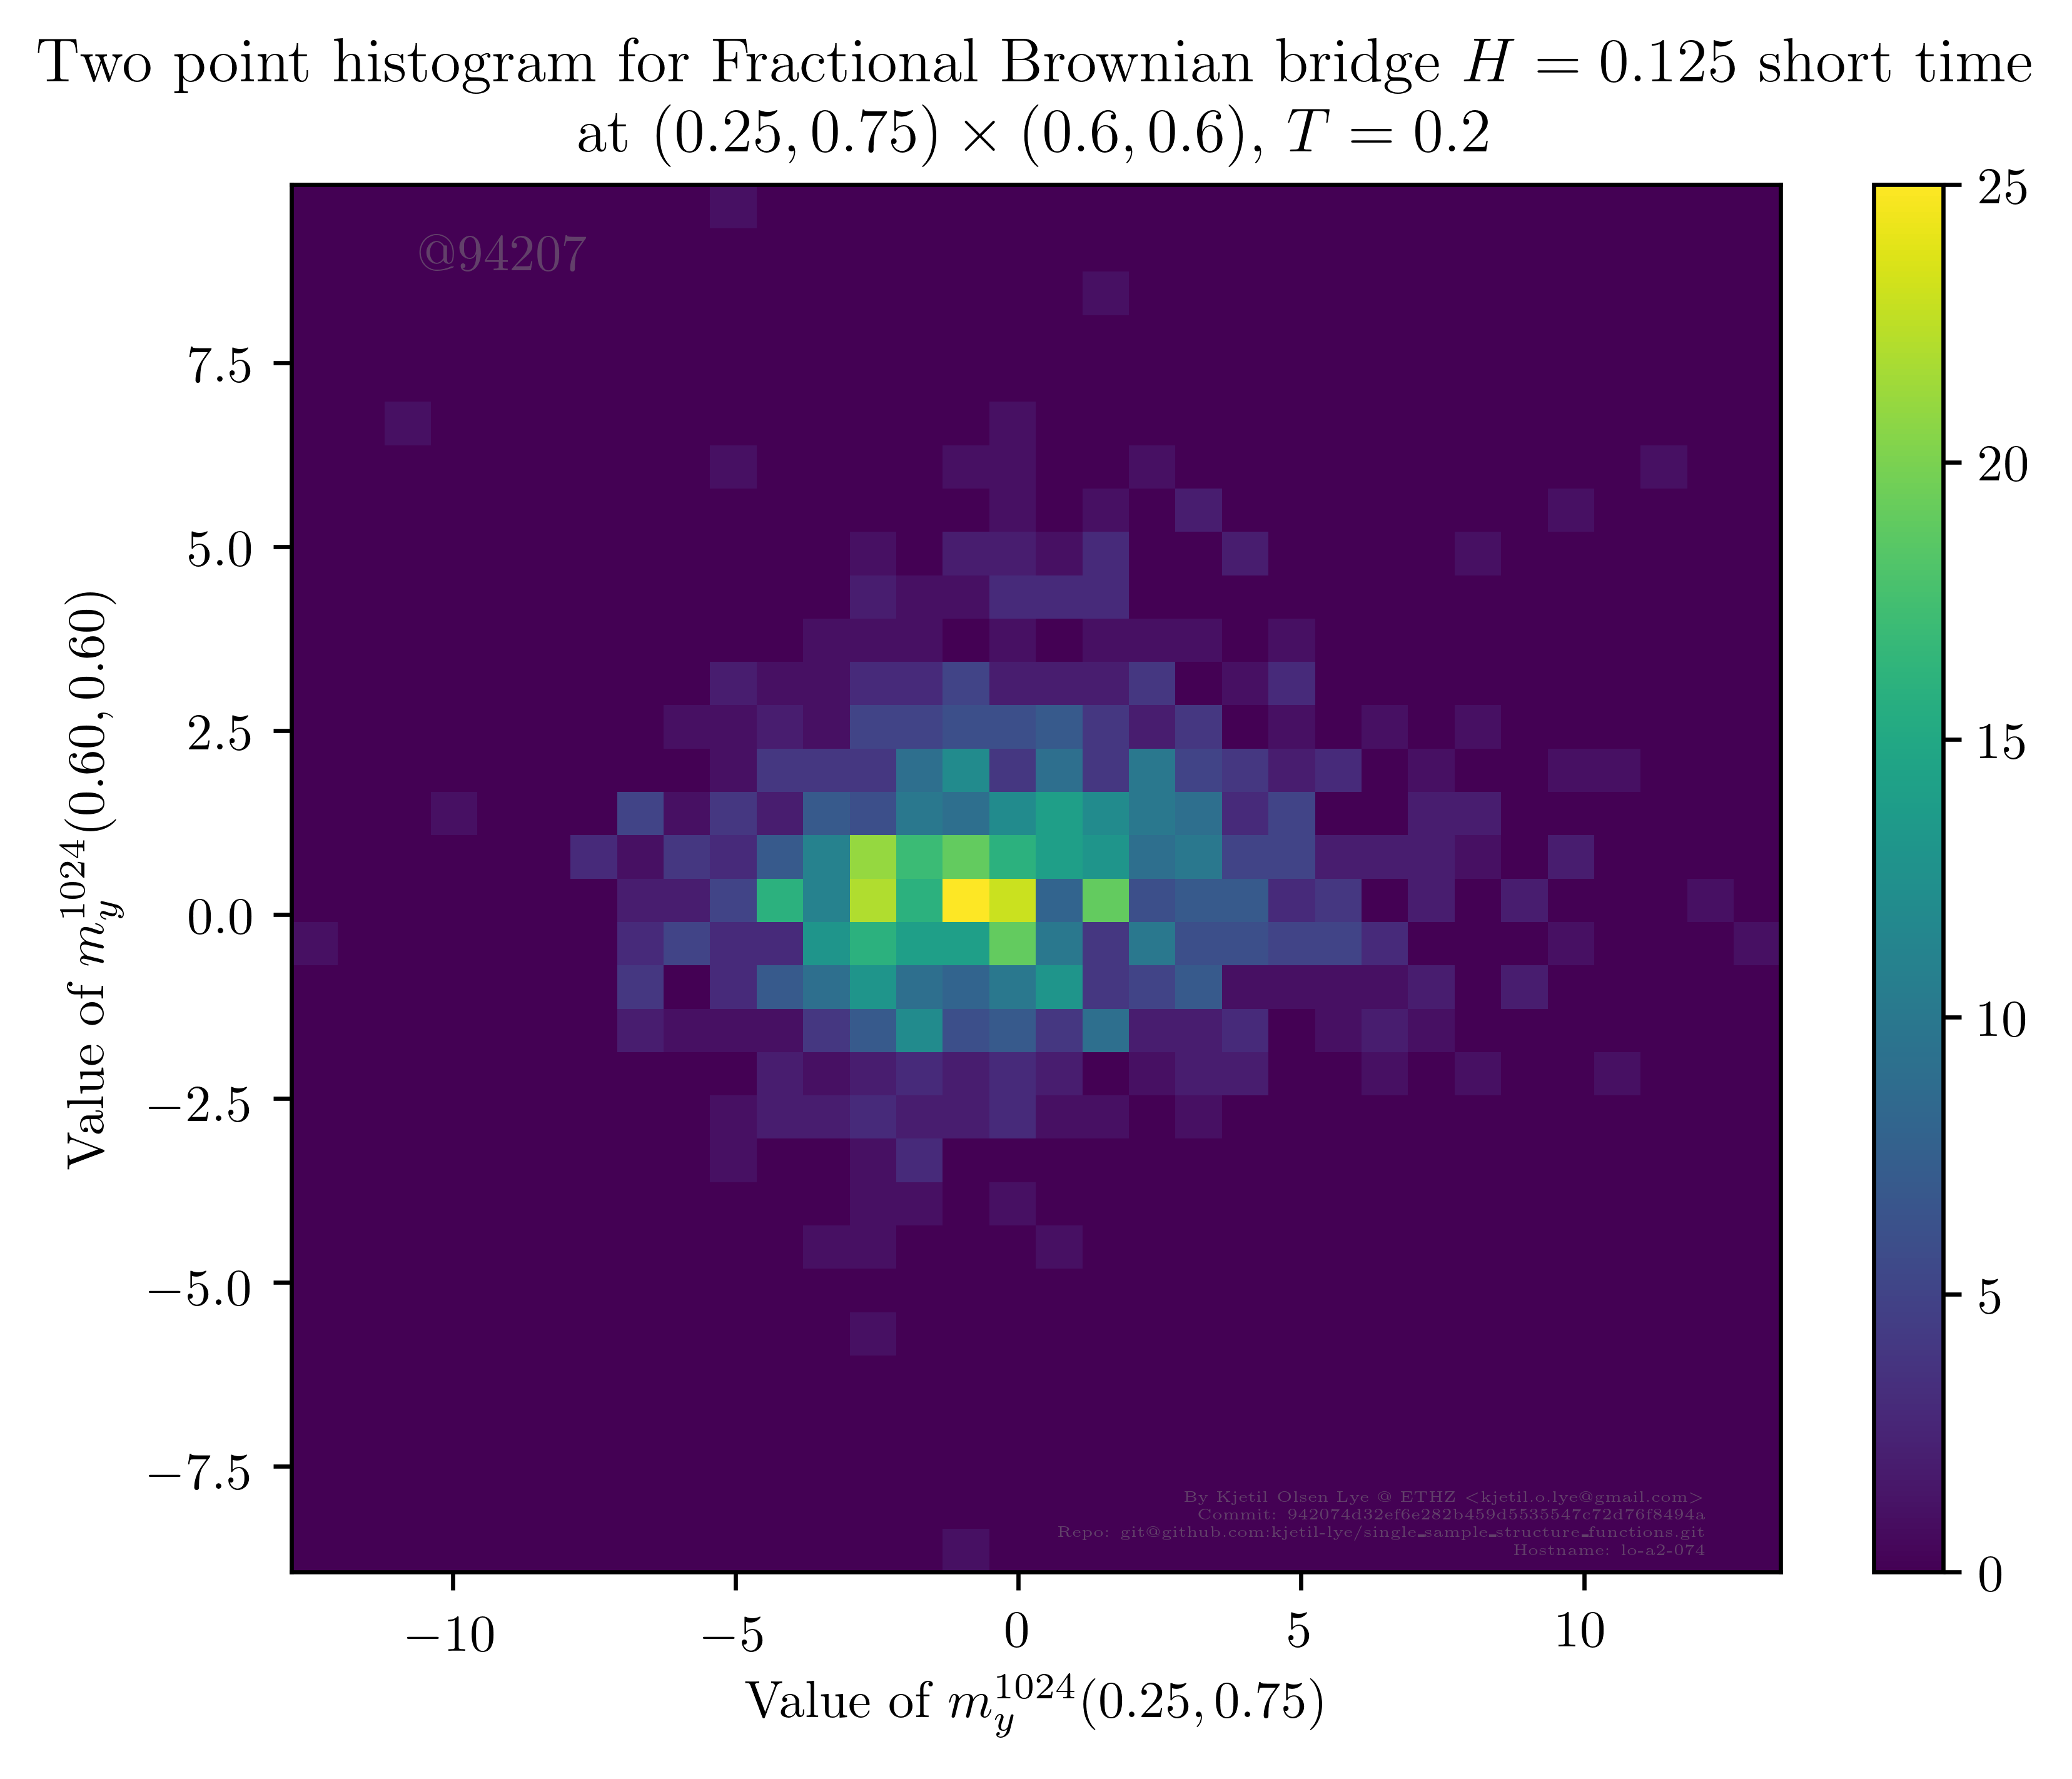 Two point histogram for Fractional Brownian bridge H = 0.125 short time
at (0.25, 0.75) × (0.6, 0.6), T = 0.2
@94207
7.5
5.0
2.5
0.0
−2.5
−5.0
−7.5
Value of m_y^1024(0.60, 0.60)
−10
−5
0
5
10
Value of m_y^1024(0.25, 0.75)
25
20
15
10
5
0
By Kjetil Olsen Lye @ ETHZ <kjetil.o.lye@gmail.com>
Commit: 942074d32ef6e282b459d5535547c72d76f8494a
Repo: git@github.com:kjetil-lye/single_sample_structure_functions.git
Hostname: lo-a2-074